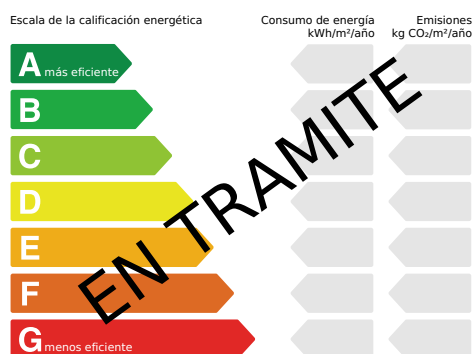 Escala de la calificación energética
Consumo de energía
kWh/m²/año
Emisiones
kg CO₂/m²/año
A más eficiente
B
C
D
E
F
G menos eficiente
EN TRAMITE